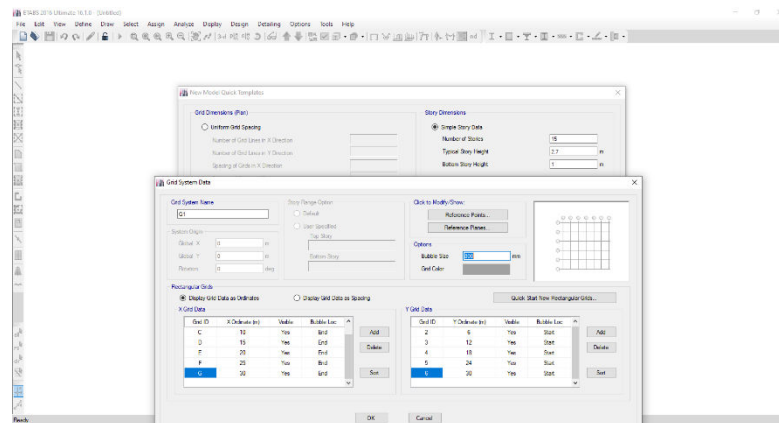 ETABS 2016 Ultimate 16.1.0 - (Untitled)
File Edit View Define Draw Select Assign Analyze Display Design Detailing Options Tools Help
New Model Quick Templates
Grid Dimensions (Plan)
Story Dimensions
Uniform Grid Spacing
Simple Story Data
Number of Grid Lines in X Direction
Number of Stories 15
Number of Grid Lines in Y Direction
Typical Story Height 2.7 m
Spacing of Grids in X Direction
Bottom Story Height 1 m
Grid System Data
Grid System Name
Story Range Option
Click to Modify/Show:
G1
Default
Reference Points...
User Specified
Reference Planes...
System Origin
Top Story
Global X 0 m
Options
Global Y 0 m
Bottom Story
Bubble Size mm
Rotation 0 deg
Grid Color
Rectangular Grids
Display Grid Data as Ordinates
Display Grid Data as Spacing
Quick Start New Rectangular Grids...
X Grid Data
Y Grid Data
Grid ID X Ordinate (m) Visible Bubble Loc
Grid ID Y Ordinate (m) Visible Bubble Loc
C 10 Yes End Add
2 6 Yes Start Add
D 15 Yes End
3 12 Yes Start
Delete
Delete
E 20 Yes End
4 18 Yes Start
F 25 Yes End
5 24 Yes Start
G 30 Yes End Sort
6 30 Yes Start Sort
OK
Cancel
Ready